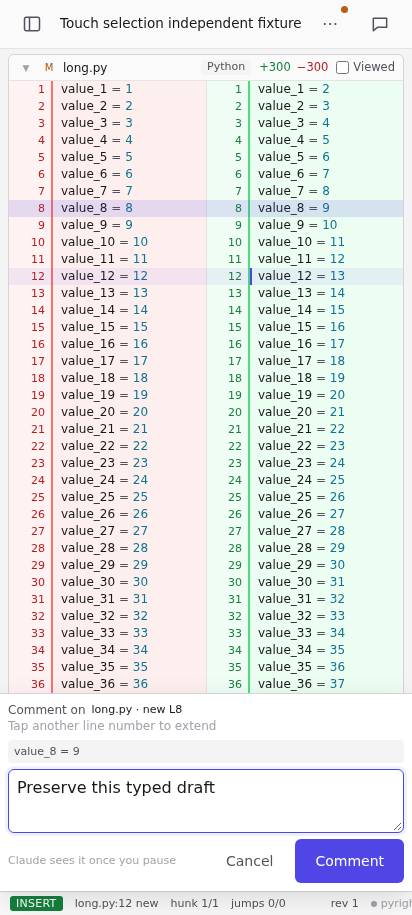 Touch selection independent fixture ···
▼ M long.py Python +300 −300 Viewed
1 value_1 = 1 1 value_1 = 2
2 value_2 = 2 2 value_2 = 3
3 value_3 = 3 3 value_3 = 4
4 value_4 = 4 4 value_4 = 5
5 value_5 = 5 5 value_5 = 6
6 value_6 = 6 6 value_6 = 7
7 value_7 = 7 7 value_7 = 8
8 value_8 = 8 8 value_8 = 9
9 value_9 = 9 9 value_9 = 10
10 value_10 = 10 10 value_10 = 11
11 value_11 = 11 11 value_11 = 12
12 value_12 = 12 12 value_12 = 13
13 value_13 = 13 13 value_13 = 14
14 value_14 = 14 14 value_14 = 15
15 value_15 = 15 15 value_15 = 16
16 value_16 = 16 16 value_16 = 17
17 value_17 = 17 17 value_17 = 18
18 value_18 = 18 18 value_18 = 19
19 value_19 = 19 19 value_19 = 20
20 value_20 = 20 20 value_20 = 21
21 value_21 = 21 21 value_21 = 22
22 value_22 = 22 22 value_22 = 23
23 value_23 = 23 23 value_23 = 24
24 value_24 = 24 24 value_24 = 25
25 value_25 = 25 25 value_25 = 26
26 value_26 = 26 26 value_26 = 27
27 value_27 = 27 27 value_27 = 28
28 value_28 = 28 28 value_28 = 29
29 value_29 = 29 29 value_29 = 30
30 value_30 = 30 30 value_30 = 31
31 value_31 = 31 31 value_31 = 32
32 value_32 = 32 32 value_32 = 33
33 value_33 = 33 33 value_33 = 34
34 value_34 = 34 34 value_34 = 35
35 value_35 = 35 35 value_35 = 36
36 value_36 = 36 36 value_36 = 37
Comment on long.py · new L8
Tap another line number to extend
value_8 = 9
Preserve this typed draft
Claude sees it once you pause Cancel Comment
INSERT long.py:12 new hunk 1/1 jumps 0/0 rev 1